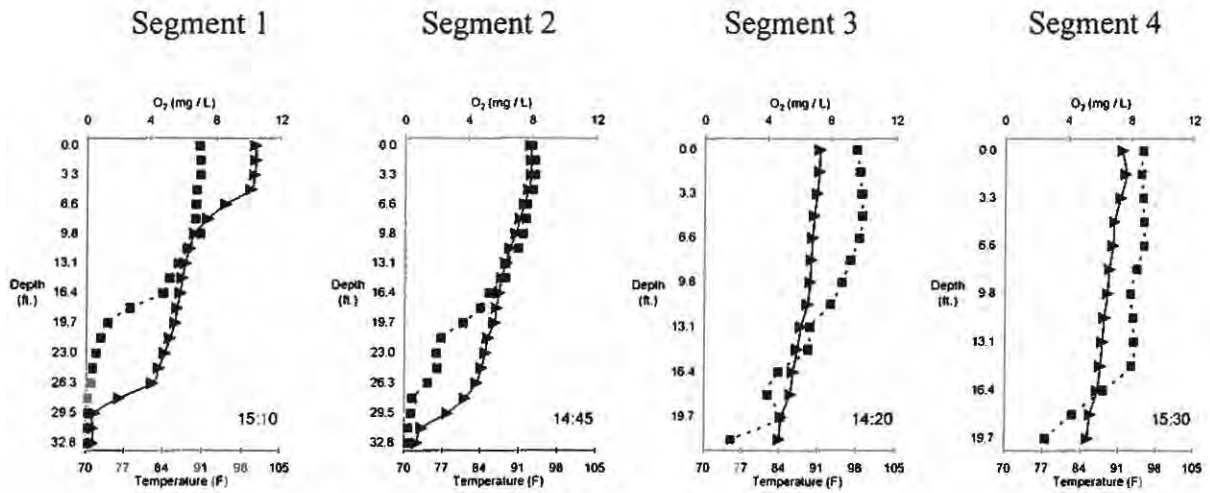 Segment 1 Segment 2 Segment 3 Segment 4
O₂ (mg / L) O₂ (mg / L) O₂ (mg / L) O₂ (mg / L)
0 4 8 12 0 4 8 12 0 4 8 12 0 4 8 12
0.0 0.0 0.0 0.0
3.3 3.3 3.3 3.3
6.6 6.6 6.6 6.6
9.8 9.8 9.8 9.8
Depth (ft.) Depth (ft.) Depth (ft.) Depth (ft.)
13.1 13.1 13.1 13.1
16.4 16.4 16.4 16.4
19.7 19.7 19.7 19.7
23.0 23.0
26.3 26.3
29.5 29.5
32.8 32.8
15:10 14:45 14:20 15:30
70 77 84 91 98 105 70 77 84 91 98 105 70 77 84 91 98 105 70 77 84 91 98 105
Temperature (F) Temperature (F) Temperature (F) Temperature (F)